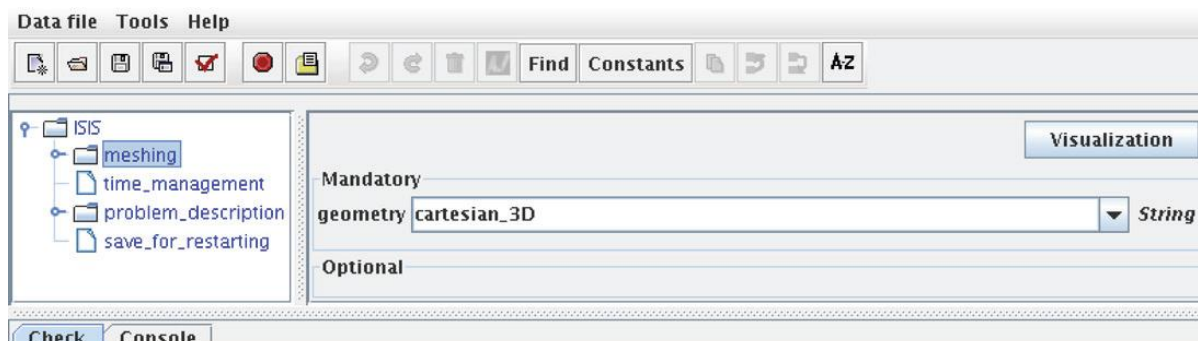 Data file Tools Help
Find Constants A-Z
ISIS
meshing
time_management
problem_description
save_for_restarting
Visualization
Mandatory
geometry cartesian_3D String
Optional
Check Console